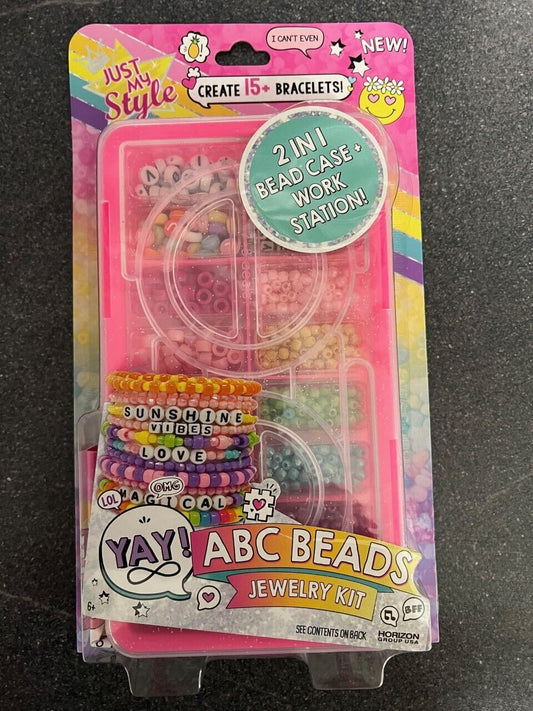 I CAN'T EVEN
NEW!
JUST
MY
Style
CREATE 15+ BRACELETS!
2 IN 1
BEAD CASE +
WORK
STATION!
SUNSHINE
VIBES
LOVE
OMG
LOL
MAGICAL
YAY!
ABC BEADS
JEWELRY KIT
6+
BFF
SEE CONTENTS ON BACK
HORIZON
GROUP USA